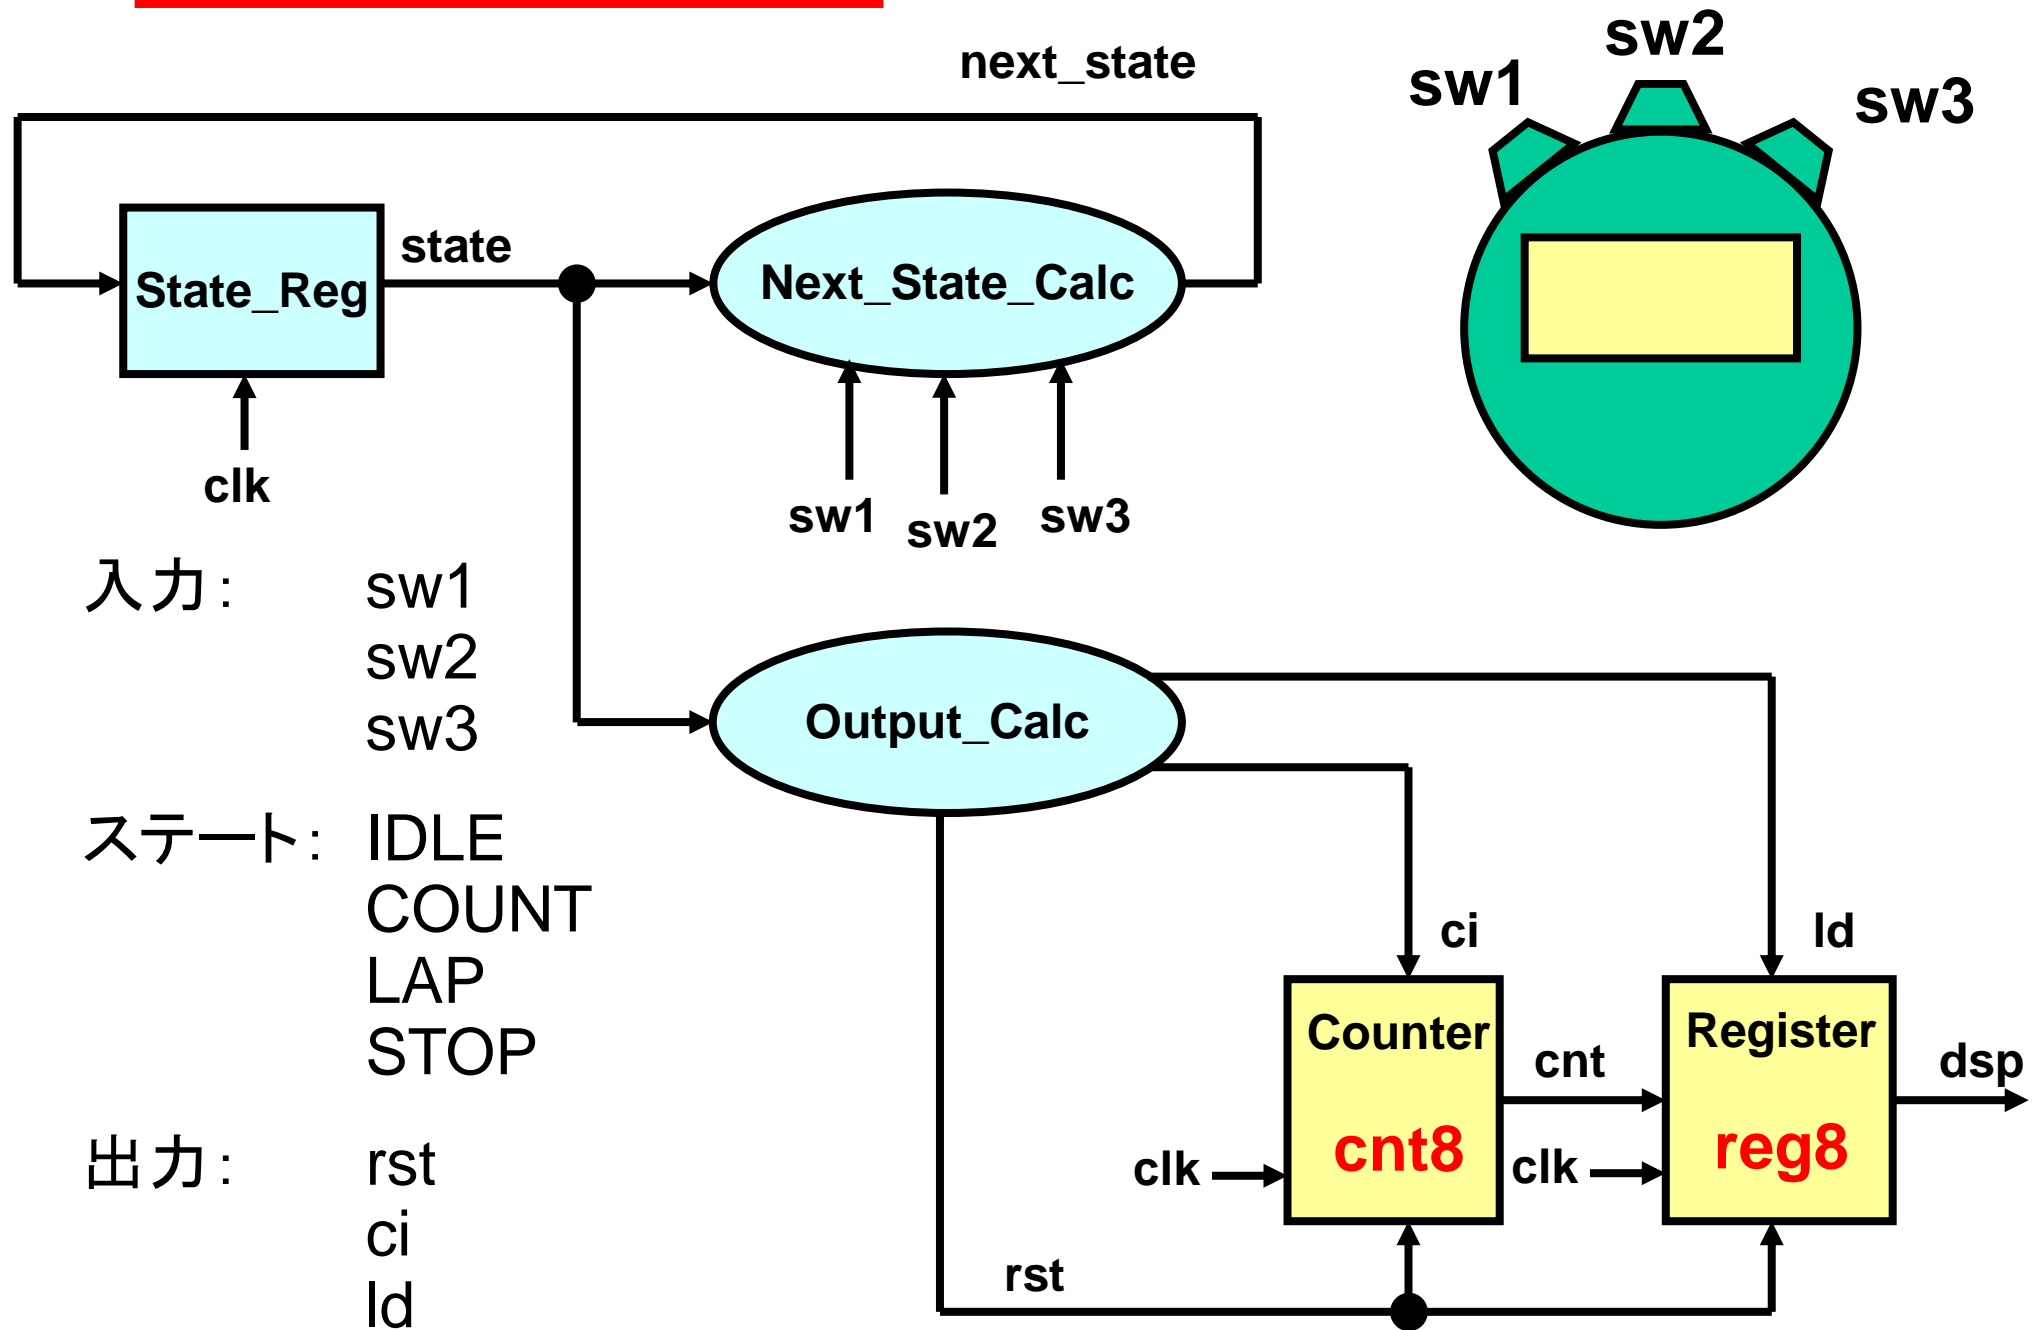 next_state
sw2
sw1
sw3
State_Reg
state
Next_State_Calc
clk
sw1
sw2
sw3
入力: sw1
sw2
sw3
Output_Calc
ステート: IDLE
COUNT
LAP
STOP
ci
ld
Counter
cnt8
cnt
Register
reg8
dsp
clk
clk
出力: rst
ci
ld
rst